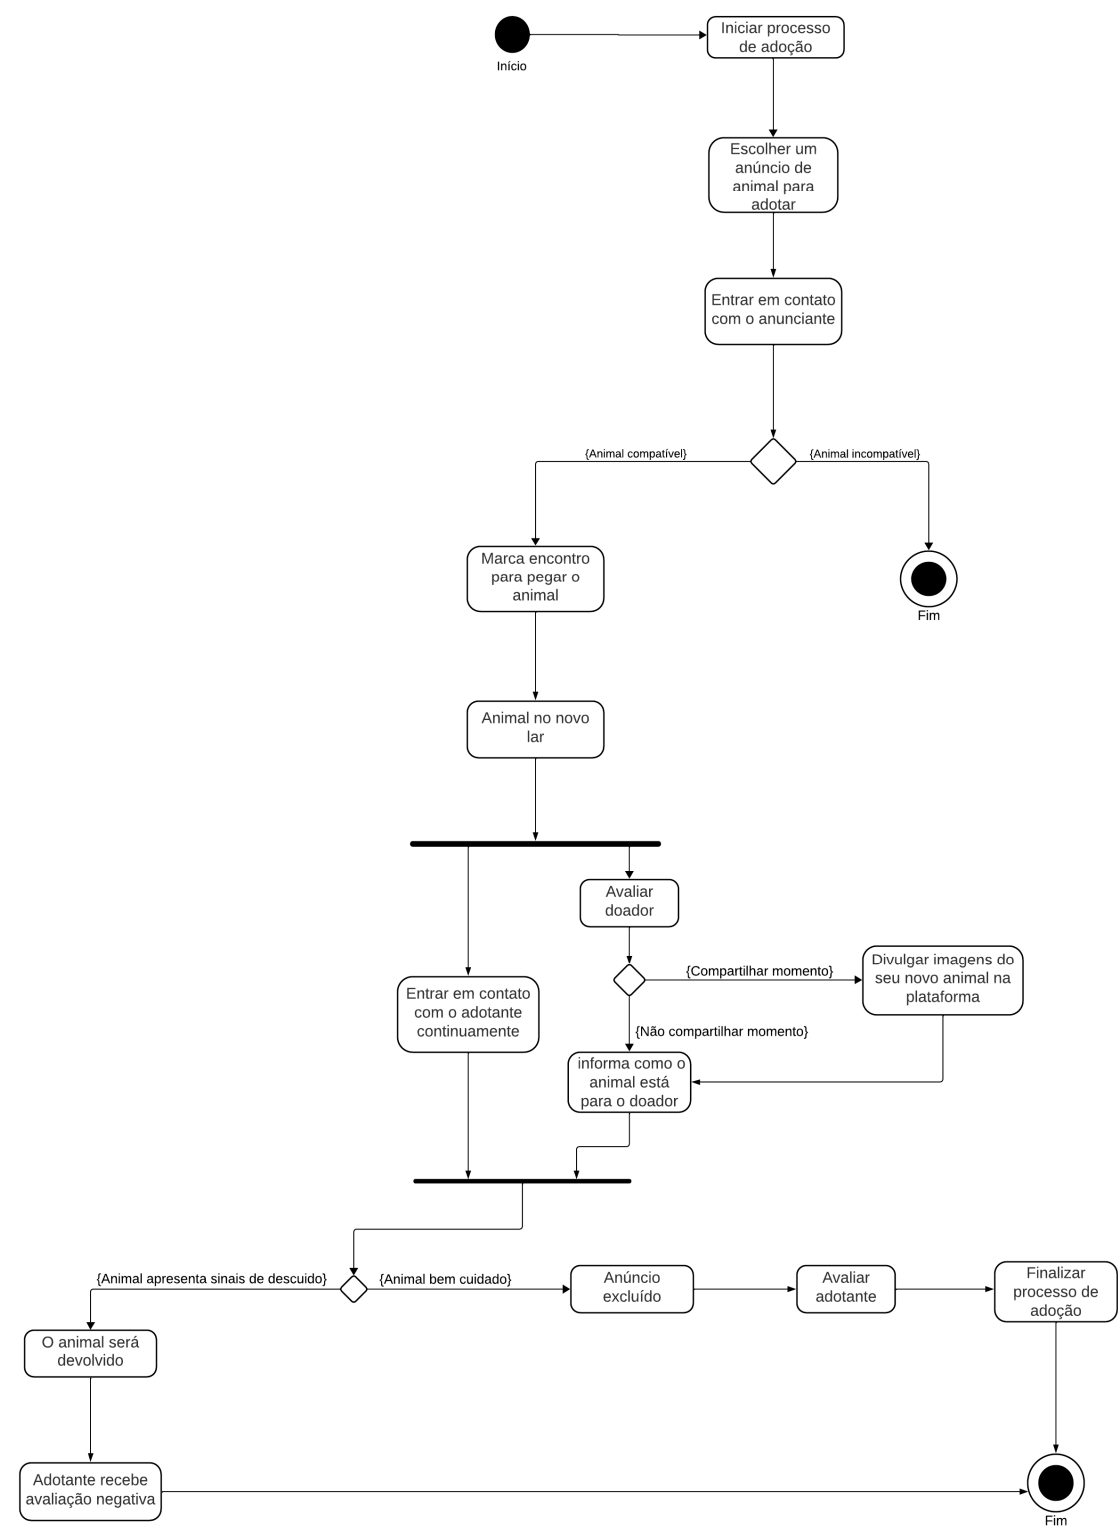 Início
Iniciar processo
de adoção
Escolher um
anúncio de
animal para
adotar
Entrar em contato
com o anunciante
{Animal compatível}
{Animal incompatível}
Marca encontro
para pegar o
animal
Fim
Animal no novo
lar
Avaliar
doador
{Compartilhar momento}
Divulgar imagens do
seu novo animal na
plataforma
Entrar em contato
com o adotante
continuamente
{Não compartilhar momento}
informa como o
animal está
para o doador
{Animal apresenta sinais de descuido}
{Animal bem cuidado}
Anúncio
excluído
Avaliar
adotante
Finalizar
processo de
adoção
O animal será
devolvido
Adotante recebe
avaliação negativa
Fim